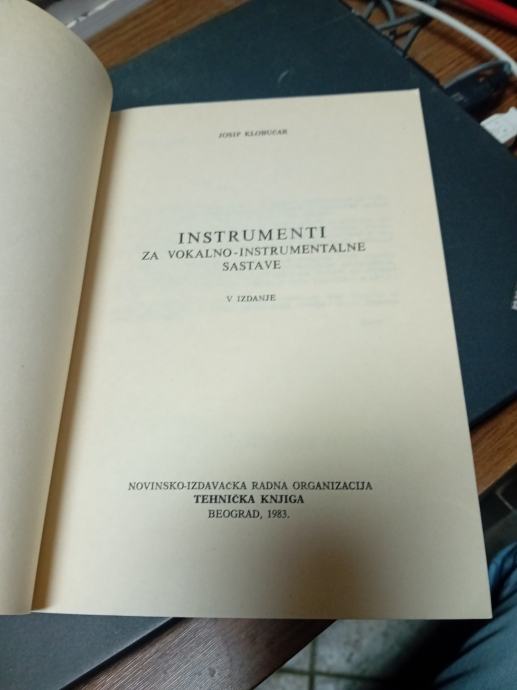 JOSIP KLOBUČAR
INSTRUMENTI
ZA VOKALNO-INSTRUMENTALNE
SASTAVE
V IZDANJE
NOVINSKO-IZDAVAČKA RADNA ORGANIZACIJA
TEHNIČKA KNJIGA
BEOGRAD, 1983.